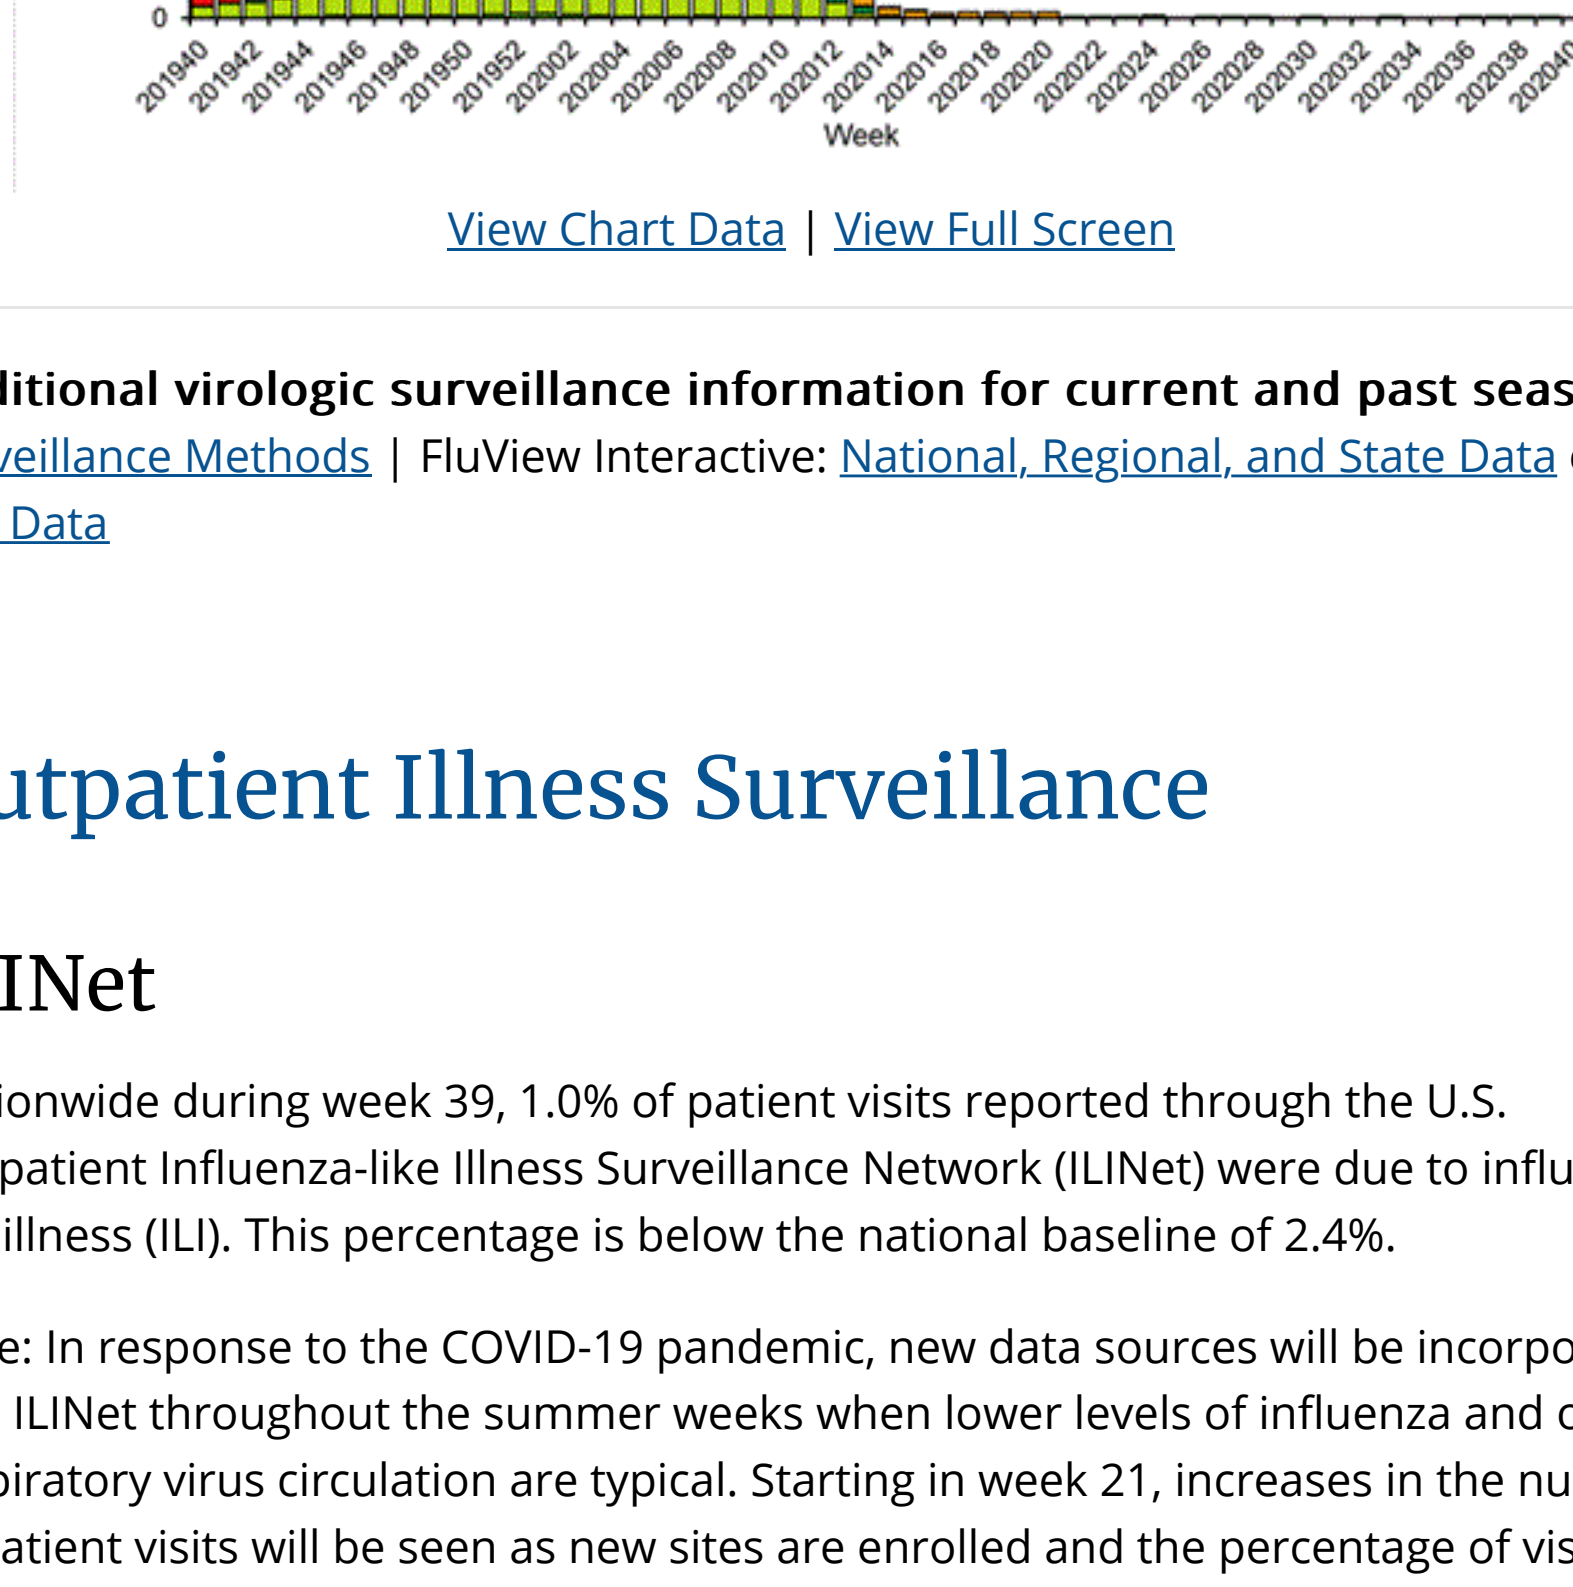 0
201940 201942 201944 201946 201948 201950 201952 202002 202004 202006 202008 202010 202012 202014 202016 202018 202020 202022 202024 202026 202028 202030 202032 202034 202036 202038 202040
Week
View Chart Data | View Full Screen
ditional virologic surveillance information for current and past seas
veillance Methods | FluView Interactive: National, Regional, and State Data
Data
utpatient Illness Surveillance
INet
ionwide during week 39, 1.0% of patient visits reported through the U.S.
patient Influenza-like Illness Surveillance Network (ILINet) were due to influ
illness (ILI). This percentage is below the national baseline of 2.4%.
e: In response to the COVID-19 pandemic, new data sources will be incorpo
ILINet throughout the summer weeks when lower levels of influenza and o
piratory virus circulation are typical. Starting in week 21, increases in the nu
atient visits will be seen as new sites are enrolled and the percentage of vis